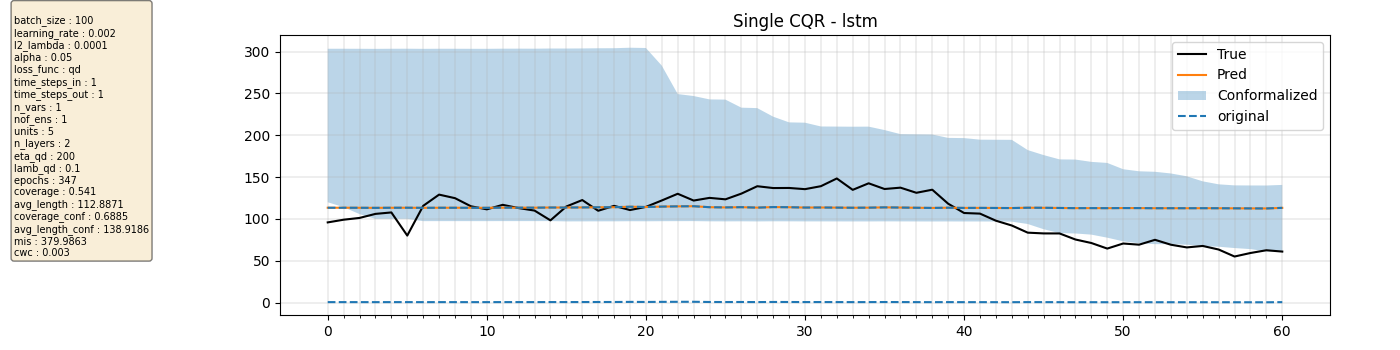 batch_size : 100
learning_rate : 0.002
l2_lambda : 0.0001
alpha : 0.05
loss_func : qd
time_steps_in : 1
time_steps_out : 1
n_vars : 1
nof_ens : 1
units : 5
n_layers : 2
eta_qd : 200
lamb_qd : 0.1
epochs : 347
coverage : 0.541
avg_length : 112.8871
coverage_conf : 0.6885
avg_length_conf : 138.9186
mis : 379.9863
cwc : 0.003
Single CQR - lstm
300
250
200
150
100
50
0
0 10 20 30 40 50 60
True
Pred
Conformalized
original